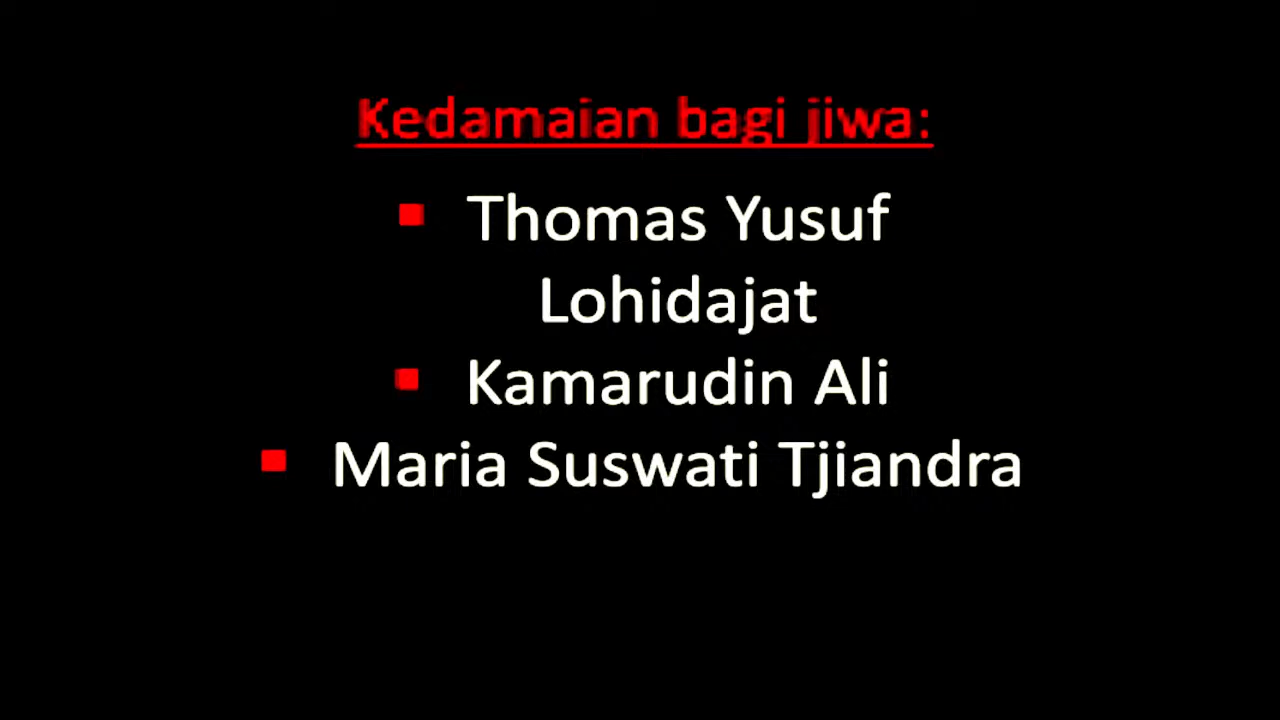 Kedamaian bagi jiwa:
▪ Thomas Yusuf
Lohidajat
▪ Kamarudin Ali
▪ Maria Suswati Tjiandra